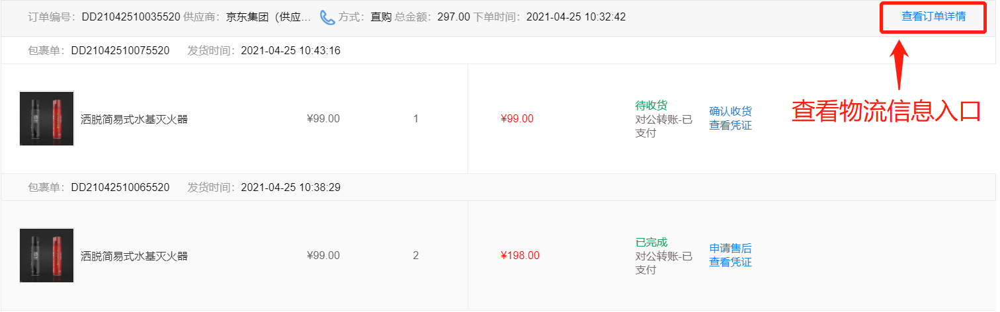 订单编号：DD21042510035520 供应商：京东集团（供应... 方式：直购 总金额：297.00 下单时间：2021-04-25 10:32:42 查看订单详情
包裹单：DD21042510075520 发货时间：2021-04-25 10:43:16
查看物流信息入口
洒脱简易式水基灭火器 ¥99.00 1 ¥99.00
待收货
对公转账-已
支付
确认收货
查看凭证
包裹单：DD21042510065520 发货时间：2021-04-25 10:38:29
洒脱简易式水基灭火器 ¥99.00 2 ¥198.00
已完成
对公转账-已
支付
申请售后
查看凭证